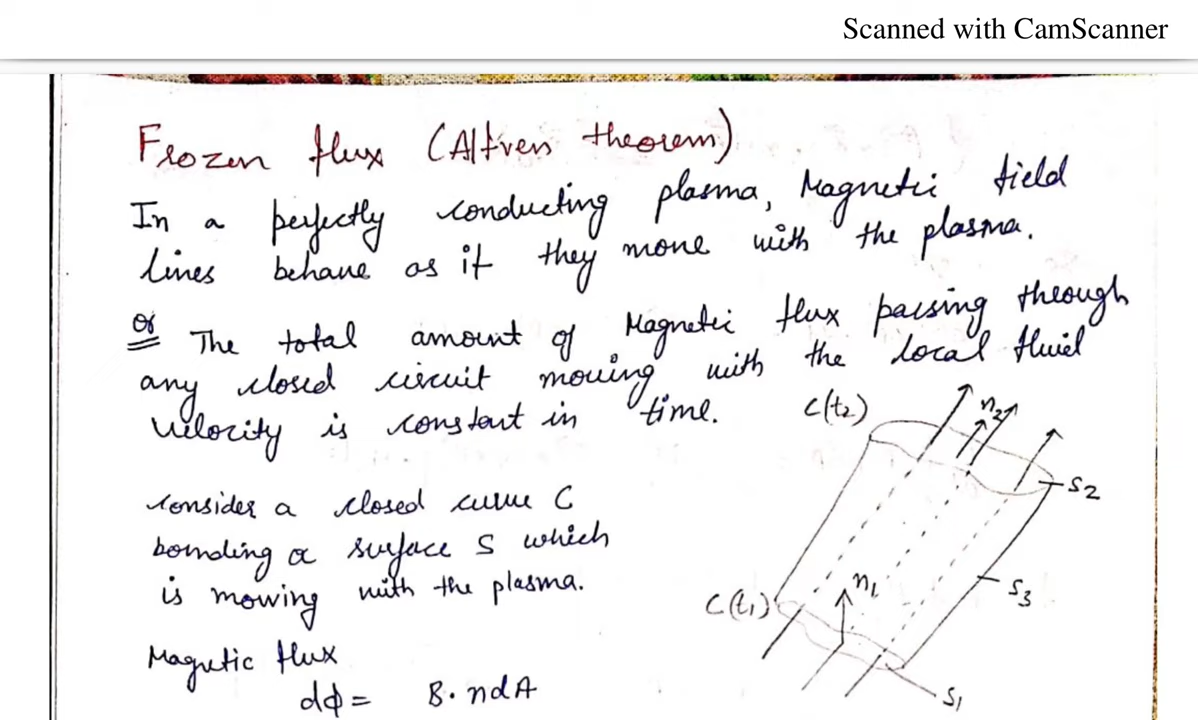 Scanned with CamScanner
Frozen flux (Alfven theorem)
In a perfectly conducting plasma, Magnetic field
lines behave as if they move with the plasma.
or The total amount of Magnetic flux passing through
any closed circuit moving with the local fluid
velocity is constant in time.
C(t₂)
n₂
S₂
consider a closed curve C
bounding a surface S which
is mowing with the plasma.
n₁
S₃
C(t₁)
Magnetic flux
dϕ = B · n dA
S₁